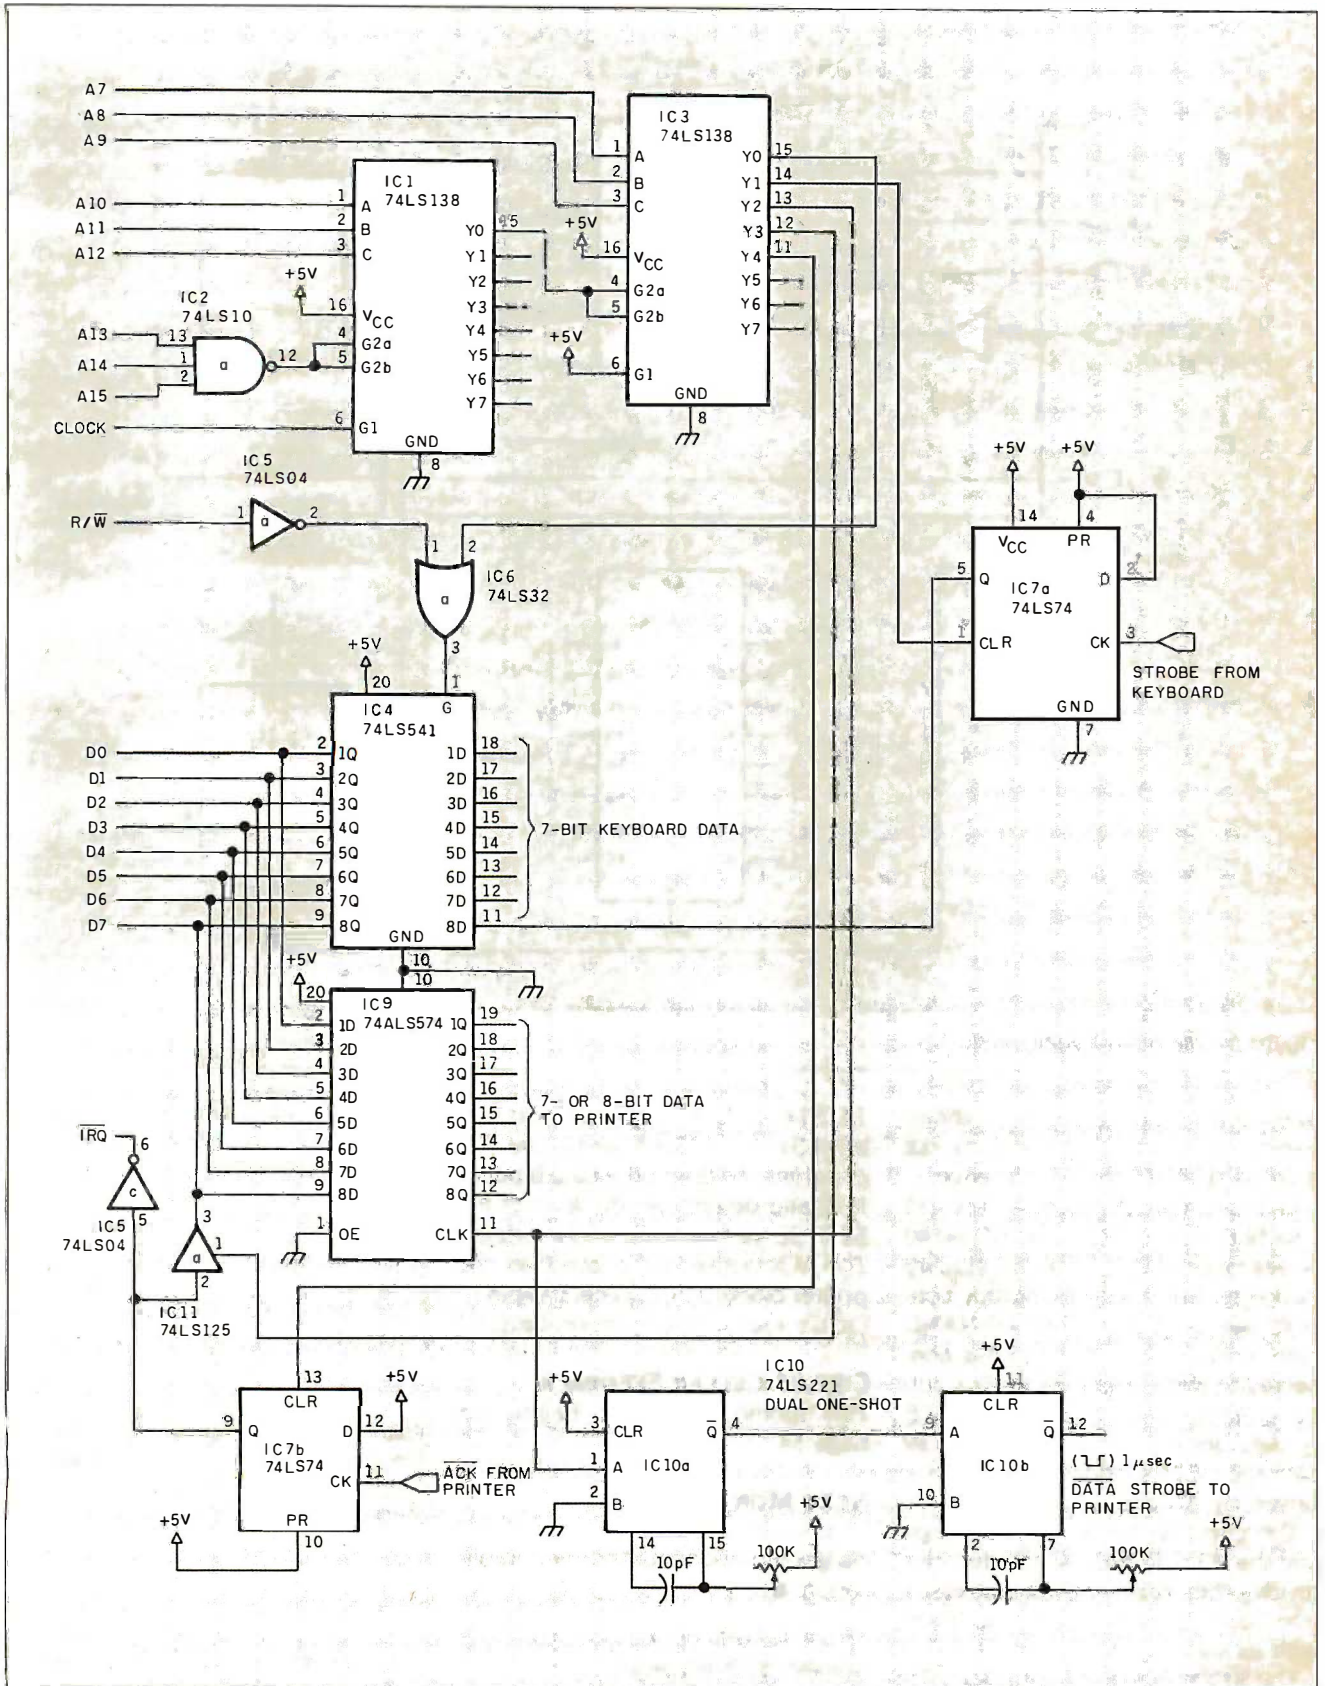 A7
A8
A9
IC3
74LS138
1 A
2 B
3 C
Y0 15
Y1 14
Y2 13
Y3 12
Y4 11
Y5
Y6
Y7
+5V
16 VCC
4 G2a
5 G2b
+5V
6 G1
GND
8
IC1
74LS138
A10 1 A
A11 2 B
A12 3 C
Y0
Y1
Y2
Y3
Y4
Y5
Y6
Y7
+5V
16 VCC
4 G2a
5 G2b
6 G1
GND
8
IC2
74LS10
A13 13
A14 1
A15 2
a
12
CLOCK
IC5
74LS04
R/W̅ 1 a 2
1 2
a
3
IC6
74LS32
+5V +5V
14 4
VCC PR
5 Q
D 2
IC7a
74LS74
1 CLR
CK 3
STROBE FROM
KEYBOARD
GND
7
+5V
20 1
IC4 G
74LS541
D0 2 1Q 1D 18
D1 3 2Q 2D 17
D2 4 3Q 3D 16
D3 5 4Q 4D 15
D4 6 5Q 5D 14
D5 7 6Q 6D 13
D6 8 7Q 7D 12
D7 9 8Q 8D 11
7-BIT KEYBOARD DATA
GND
10
10
+5V
20
IC9
74ALS574
2 1D 1Q 19
3 2D 2Q 18
4 3D 3Q 17
5 4D 4Q 16
6 5D 5Q 15
7 6D 6Q 14
8 7D 7Q 13
9 8D 8Q 12
1 OE CLK 11
7- OR 8-BIT DATA
TO PRINTER
I̅R̅Q̅
6
c
5
IC5
74LS04
3
a
1
2
IC11
74LS125
13
CLR
9 Q
D 12
+5V
IC7b
74LS74
CK 11
A̅C̅K̅ FROM
PRINTER
PR
10
+5V
IC10
74LS221
DUAL ONE-SHOT
+5V
3 CLR
Q̅ 4
1 A
IC10a
2 B
14 15
10pF
100K
+5V
+5V
11
CLR
9 A
Q̅ 12
IC10b
10 B
(  ) 1μsec
D̅A̅T̅A̅ STROBE TO
PRINTER
2 7
10pF
100K
+5V